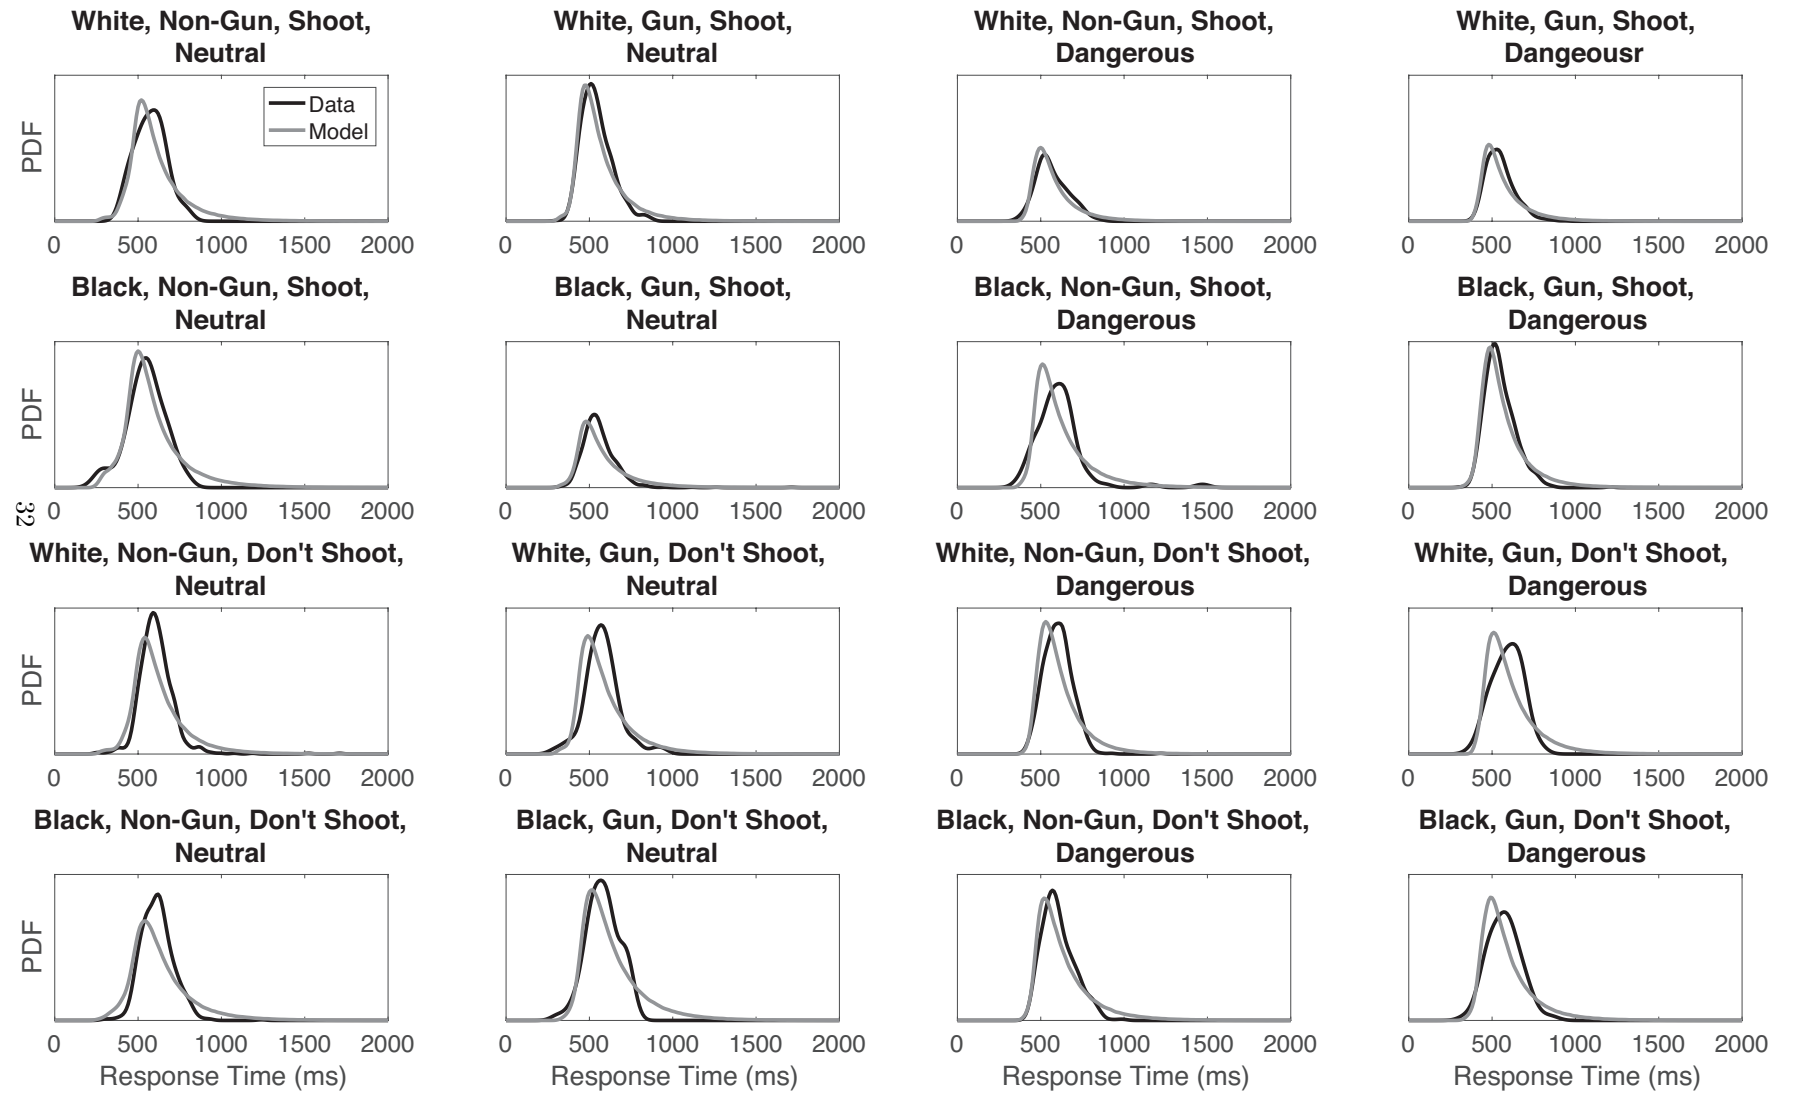 White, Non-Gun, Shoot,
Neutral
White, Gun, Shoot,
Neutral
White, Non-Gun, Shoot,
Dangerous
White, Gun, Shoot,
Dangeousr
PDF
Data
Model
0 500 1000 1500 2000
0 500 1000 1500 2000
0 500 1000 1500 2000
0 500 1000 1500 2000
Black, Non-Gun, Shoot,
Neutral
Black, Gun, Shoot,
Neutral
Black, Non-Gun, Shoot,
Dangerous
Black, Gun, Shoot,
Dangerous
PDF
0 500 1000 1500 2000
0 500 1000 1500 2000
0 500 1000 1500 2000
0 500 1000 1500 2000
32
White, Non-Gun, Don't Shoot,
Neutral
White, Gun, Don't Shoot,
Neutral
White, Non-Gun, Don't Shoot,
Dangerous
White, Gun, Don't Shoot,
Dangerous
PDF
0 500 1000 1500 2000
0 500 1000 1500 2000
0 500 1000 1500 2000
0 500 1000 1500 2000
Black, Non-Gun, Don't Shoot,
Neutral
Black, Gun, Don't Shoot,
Neutral
Black, Non-Gun, Don't Shoot,
Dangerous
Black, Gun, Don't Shoot,
Dangerous
PDF
0 500 1000 1500 2000
0 500 1000 1500 2000
0 500 1000 1500 2000
0 500 1000 1500 2000
Response Time (ms)
Response Time (ms)
Response Time (ms)
Response Time (ms)